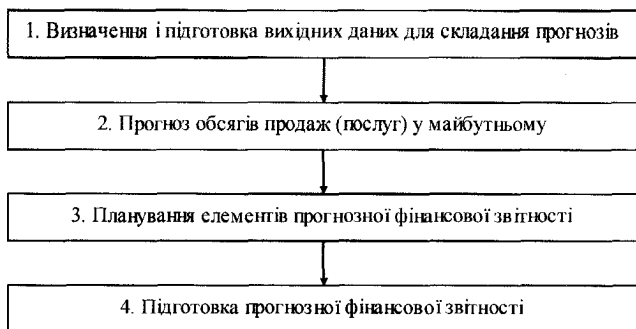 1. Визначення і підготовка вихідних даних для складання прогнозів
2. Прогноз обсягів продаж (послуг) у майбутньому
3. Планування елементів прогнозної фінансової звітності
4. Підготовка прогнозної фінансової звітності